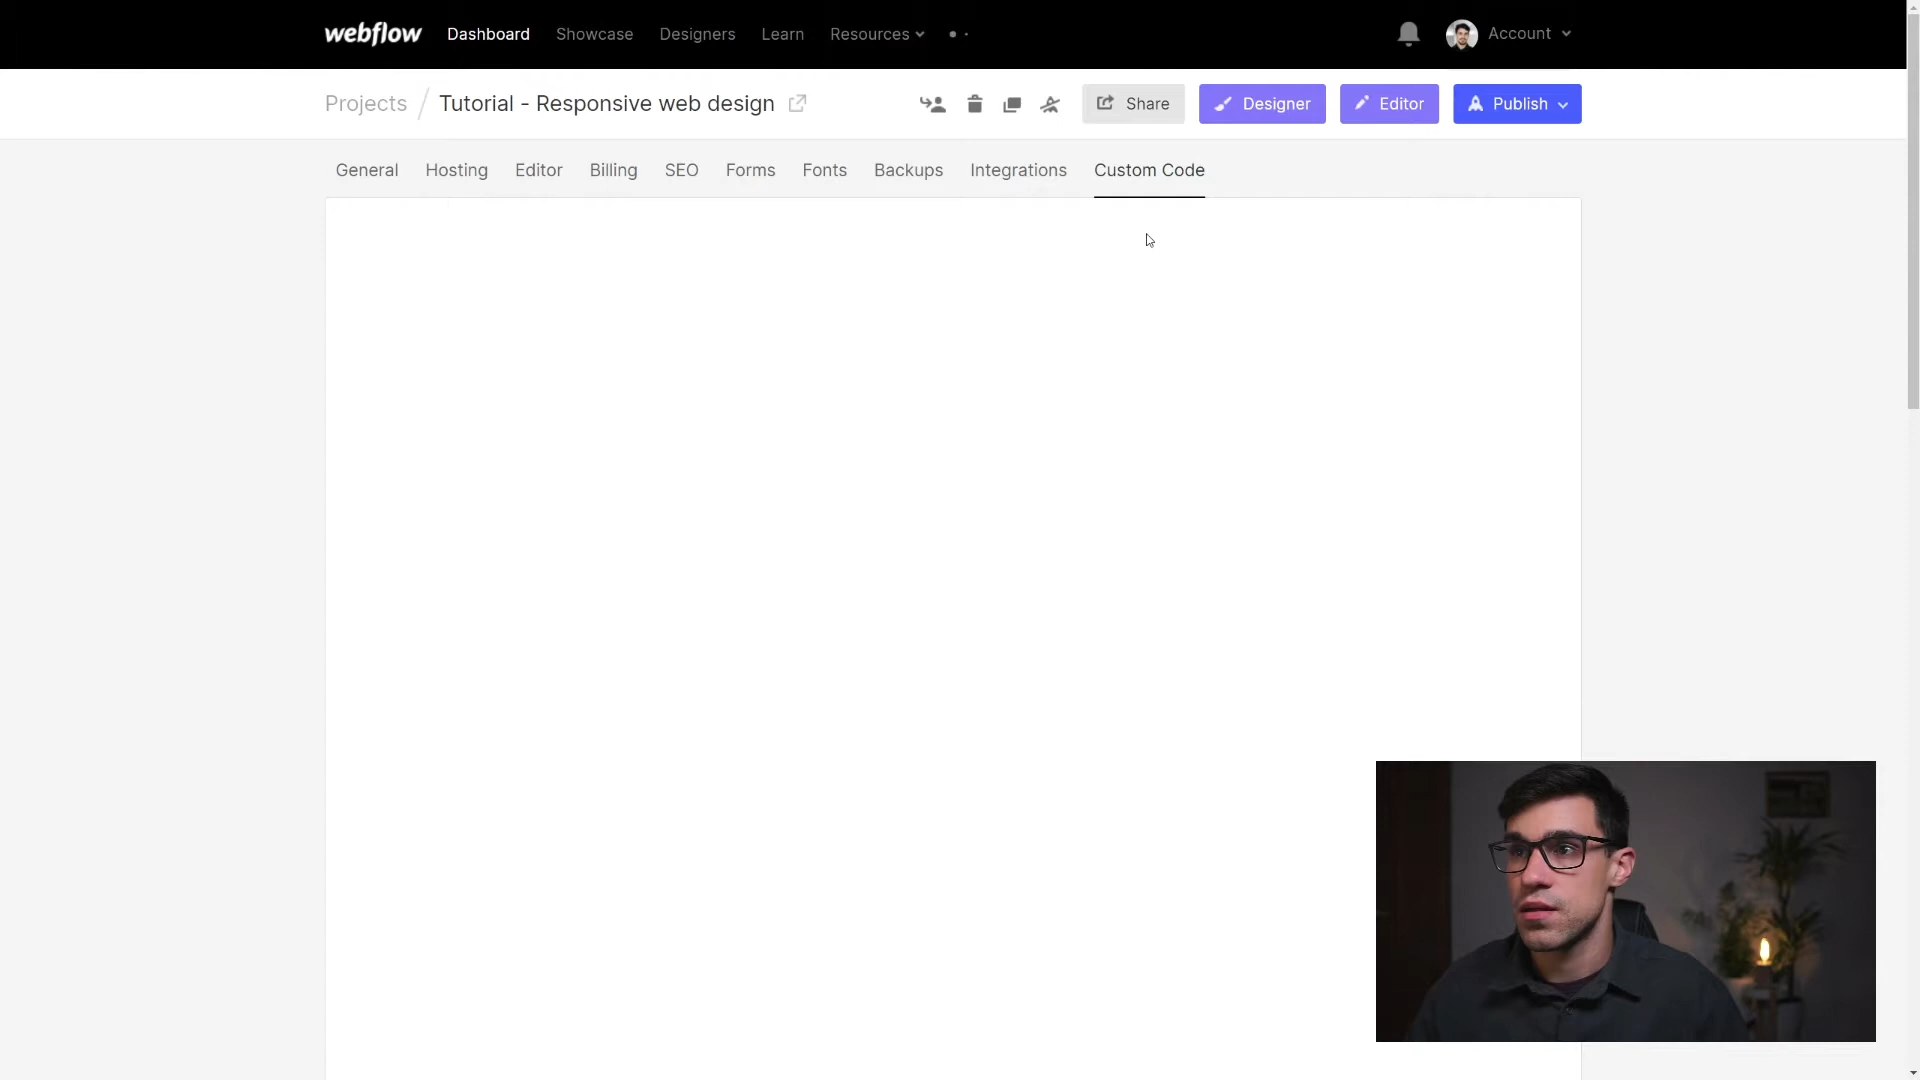 webflow Dashboard Showcase Designers Learn Resources Account
Projects / Tutorial - Responsive web design Share Designer Editor Publish
General Hosting Editor Billing SEO Forms Fonts Backups Integrations Custom Code